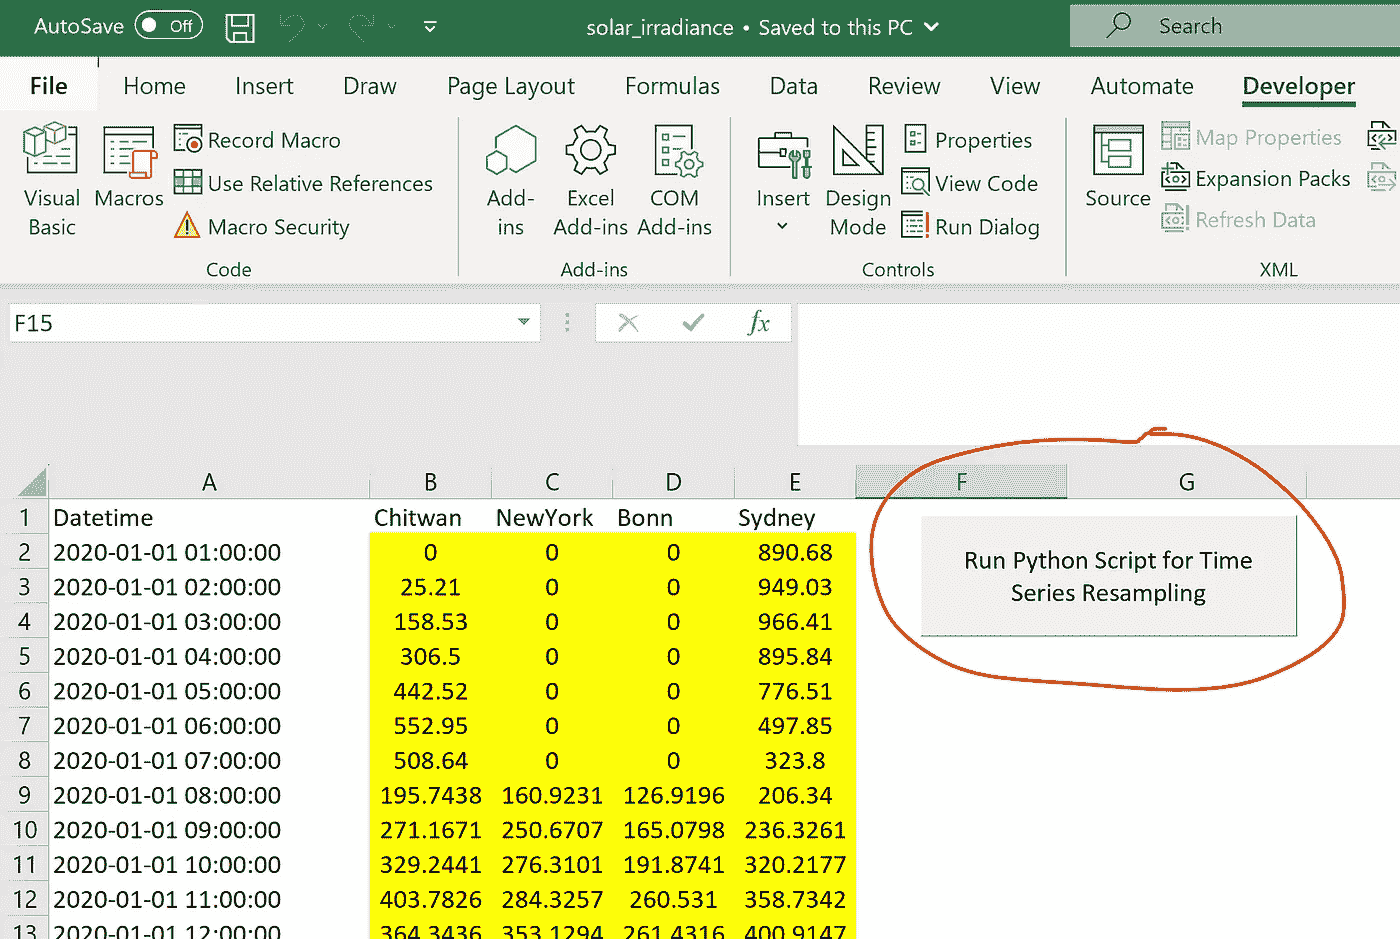 AutoSave Off solar_irradiance • Saved to this PC Search
File Home Insert Draw Page Layout Formulas Data Review View Automate Developer
Visual Basic
Macros
Record Macro
Use Relative References
Macro Security
Code
Add-
ins
Excel
Add-ins
COM
Add-ins
Add-ins
Insert
Design
Mode
Properties
View Code
Run Dialog
Controls
Source
Map Properties
Expansion Packs
Refresh Data
XML
F15 fx
A B C D E F G
1 Datetime Chitwan NewYork Bonn Sydney
2 2020-01-01 01:00:00 0 0 0 890.68
3 2020-01-01 02:00:00 25.21 0 0 949.03
4 2020-01-01 03:00:00 158.53 0 0 966.41
5 2020-01-01 04:00:00 306.5 0 0 895.84
6 2020-01-01 05:00:00 442.52 0 0 776.51
7 2020-01-01 06:00:00 552.95 0 0 497.85
8 2020-01-01 07:00:00 508.64 0 0 323.8
9 2020-01-01 08:00:00 195.7438 160.9231 126.9196 206.34
10 2020-01-01 09:00:00 271.1671 250.6707 165.0798 236.3261
11 2020-01-01 10:00:00 329.2441 276.3101 191.8741 320.2177
12 2020-01-01 11:00:00 403.7826 284.3257 260.531 358.7342
13 2020-01-01 12:00:00 364.3436 353.1294 261.4316 400.9147
Run Python Script for Time
Series Resampling